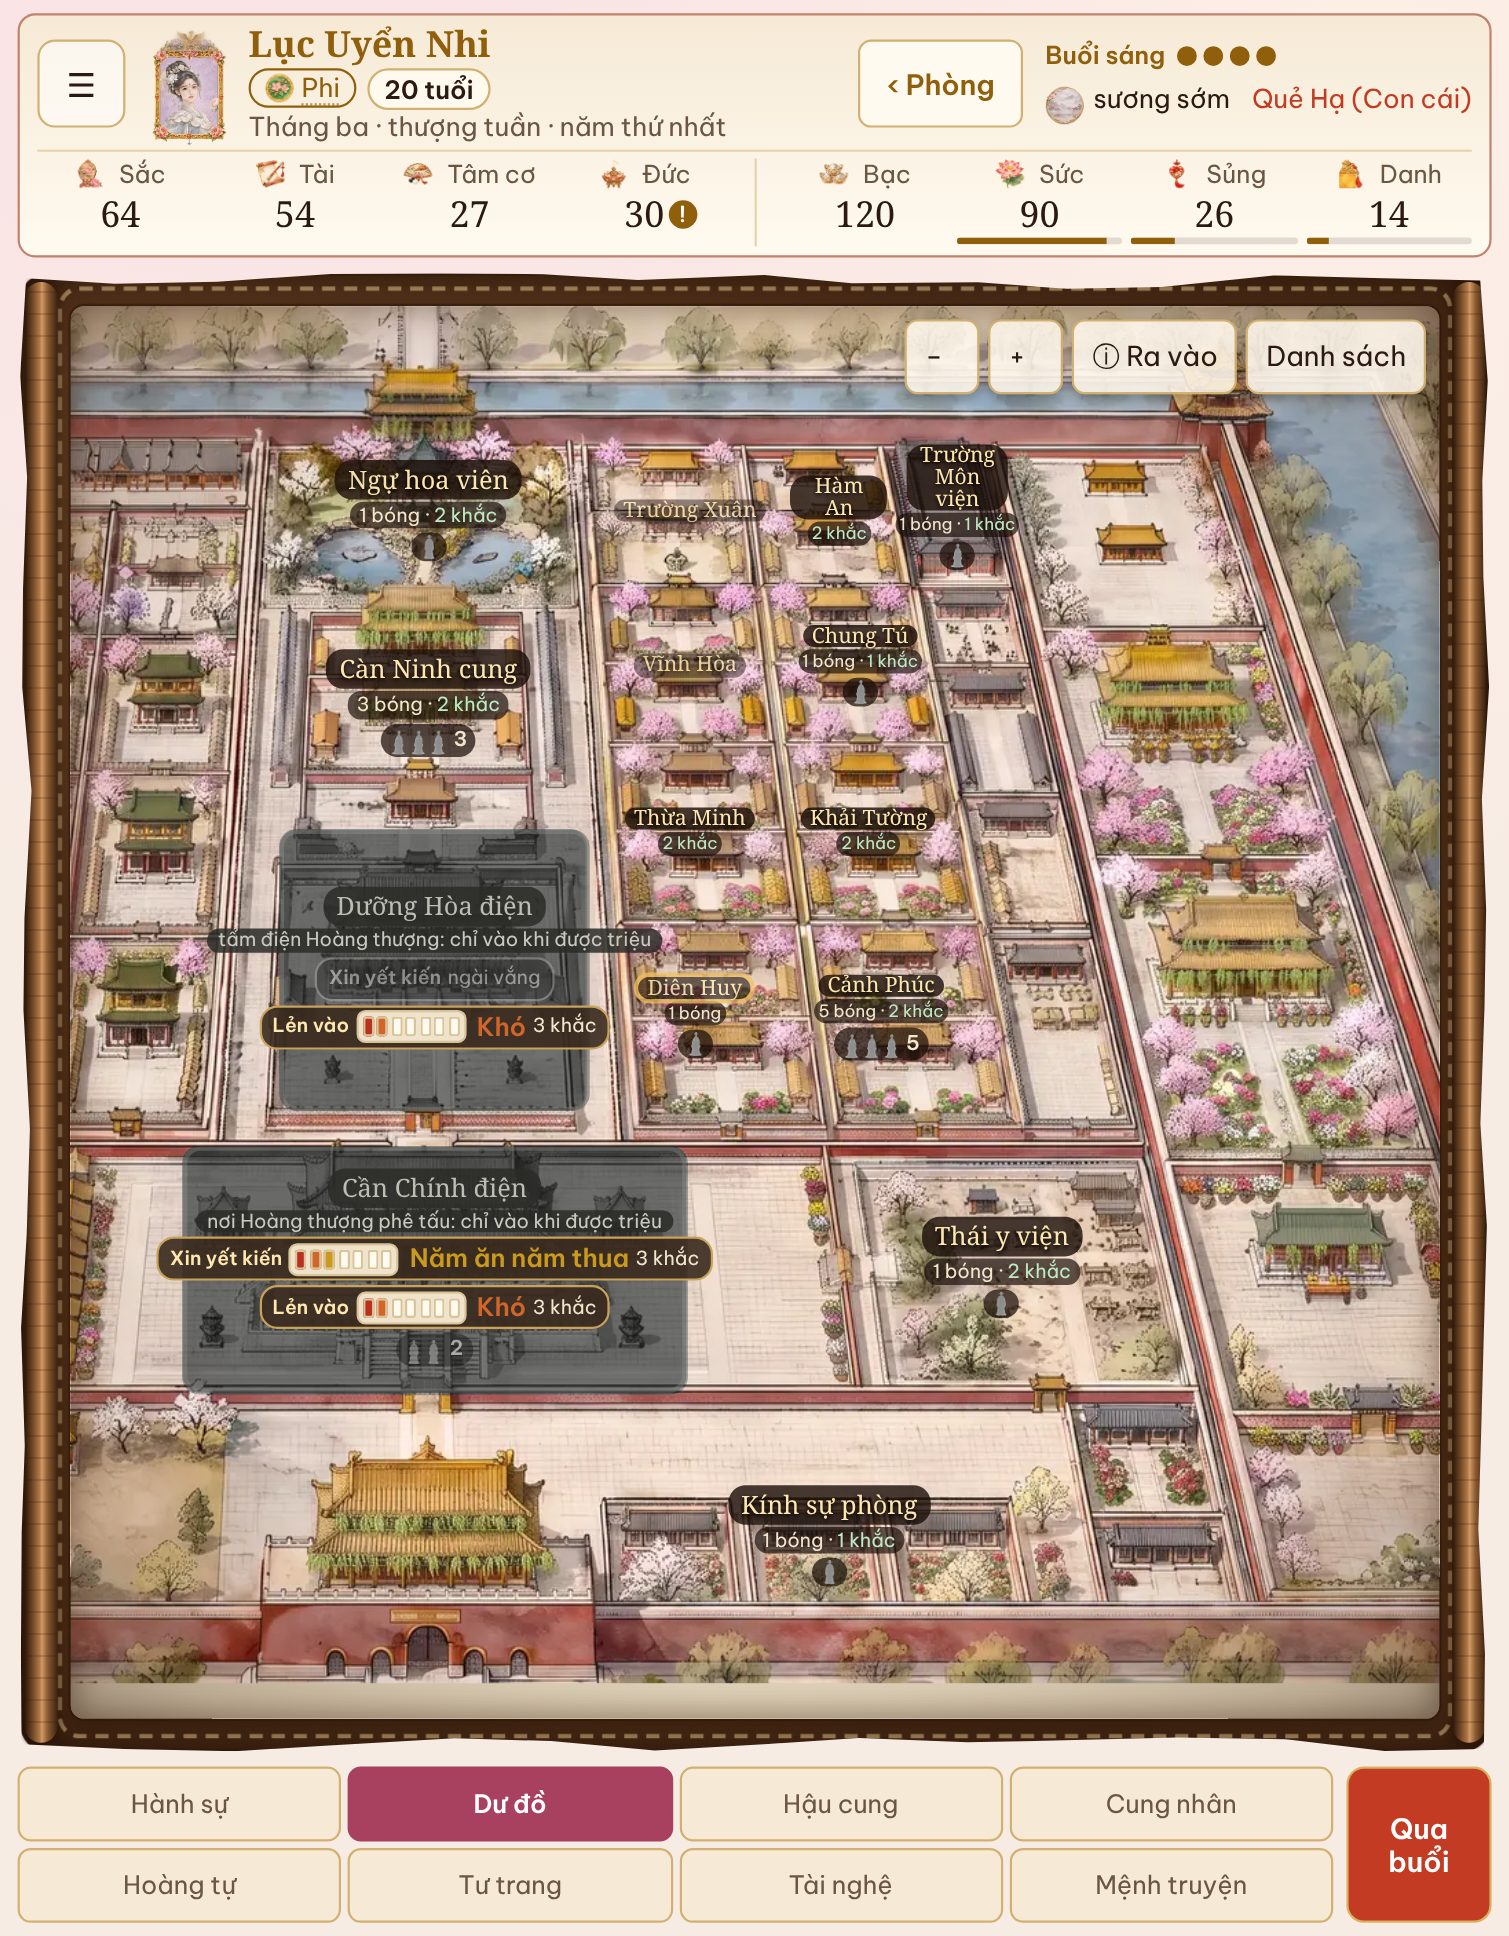 ☰
Lục Uyển Nhi
Phi
20 tuổi
Tháng ba · thượng tuần · năm thứ nhất
‹ Phòng
Buổi sáng
sương sớm Quẻ Hạ (Con cái)
Sắc Tài Tâm cơ Đức Bạc Sức Sủng Danh
64 54 27 30 ! 120 90 26 14
− + ⓘ Ra vào Danh sách
Ngự hoa viên
1 bóng · 2 khắc
Trường Xuân
Hàm
An
2 khắc
Trường
Môn
viện
1 bóng · 1 khắc
Càn Ninh cung
3 bóng · 2 khắc
3
Vĩnh Hòa
Chung Tú
1 bóng · 1 khắc
Thừa Minh
2 khắc
Khải Tường
2 khắc
Dưỡng Hòa điện
tẩm điện Hoàng thượng: chỉ vào khi được triệu
Xin yết kiến ngài vắng
Lẻn vào Khó 3 khắc
Diên Huy
1 bóng
Cảnh Phúc
5 bóng · 2 khắc
5
Cần Chính điện
nơi Hoàng thượng phê tấu: chỉ vào khi được triệu
Xin yết kiến Năm ăn năm thua 3 khắc
Lẻn vào Khó 3 khắc
2
Thái y viện
1 bóng · 2 khắc
Kính sự phòng
1 bóng · 1 khắc
Hành sự Dư đồ Hậu cung Cung nhân
Hoàng tự Tư trang Tài nghệ Mệnh truyện
Qua
buổi